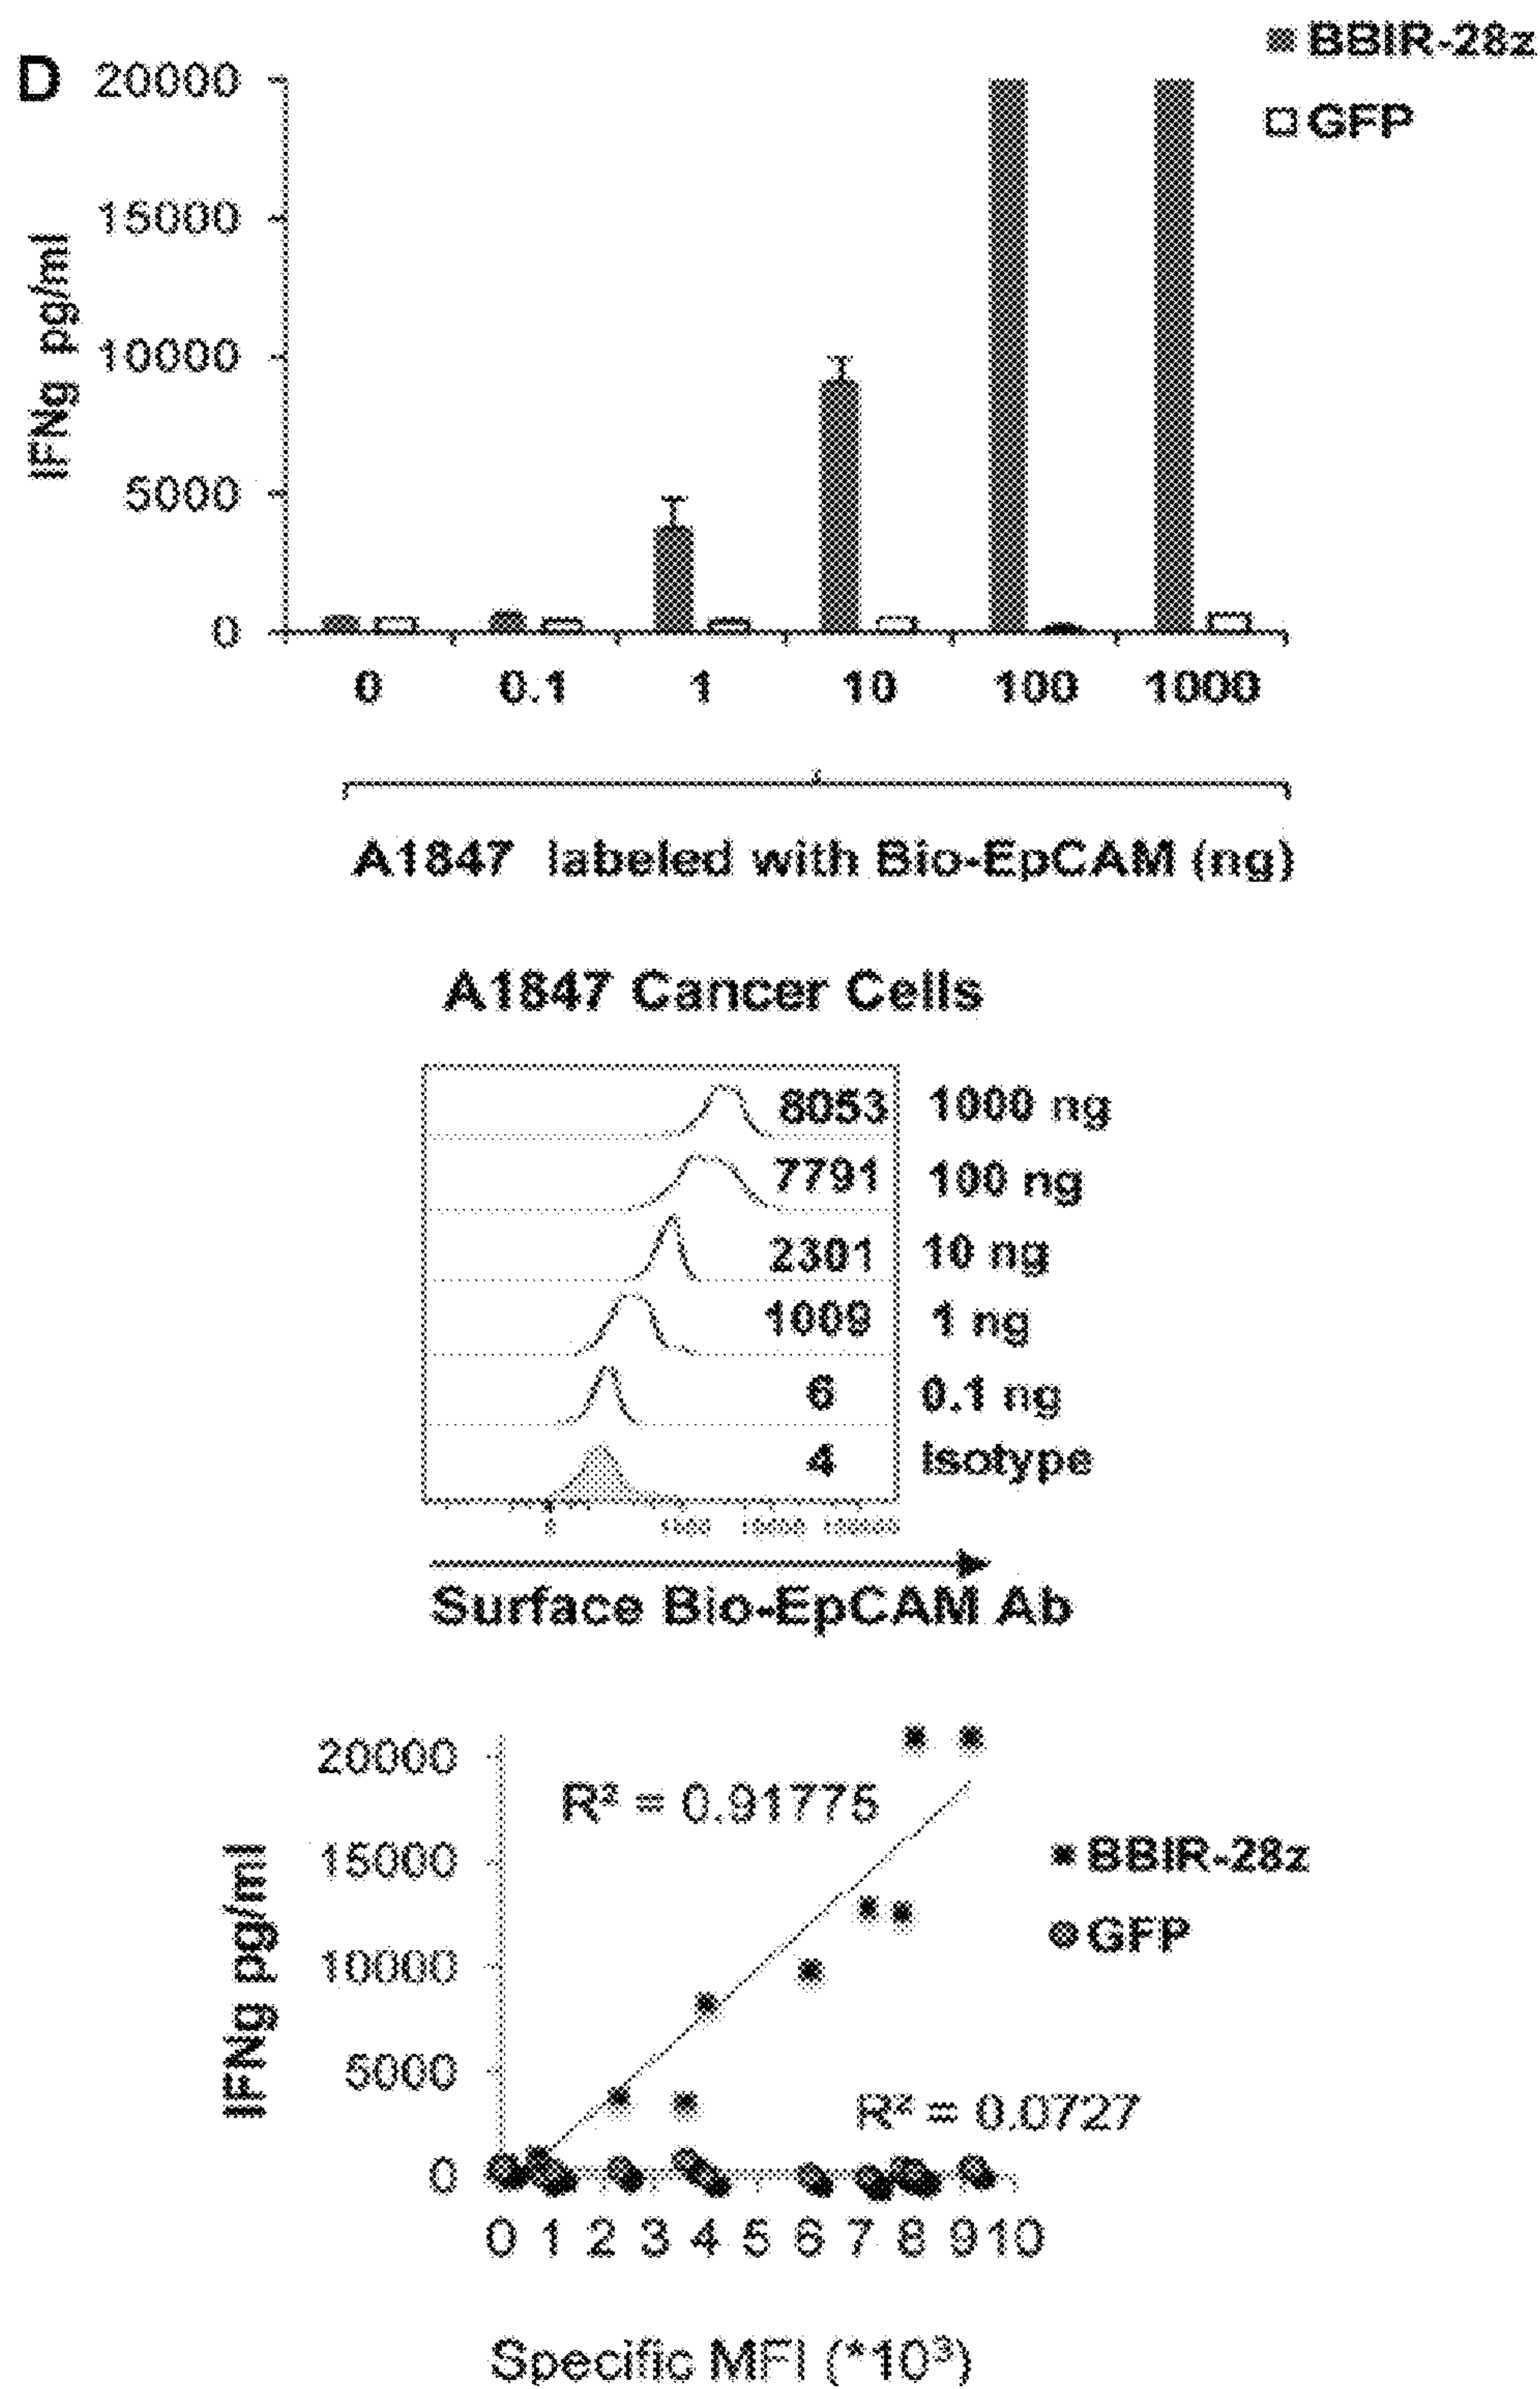 D
BBIR-28z
GFP
20000
15000
10000
5000
0
IFNg pg/ml
0 0.1 1 10 100 1000
A1847 labeled with Bio-EpCAM (ng)
A1847 Cancer Cells
8053 1000 ng
7791 100 ng
2301 10 ng
1009 1 ng
6 0.1 ng
4 Isotype
Surface Bio-EpCAM Ab
20000
15000
10000
5000
0
IFNg pg/ml
R² = 0.91775
BBIR-28z
GFP
R² = 0.0727
0 1 2 3 4 5 6 7 8 9 10
Specific MFI (*10³)